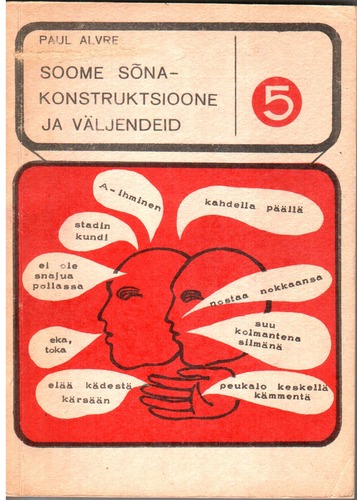 PAUL ALVRE
SOOME SÕNA-
KONSTRUKTSIOONE
JA VÄLJENDEID
5
A-ihminen
kahdella päällä
stadin
kundi
ei ole
snajua
pollassa
nostaa nokkaansa
suu
kolmantena
silmänä
eka,
toka
elää kädestä
kärsään
peukalo keskellä
kämmentä